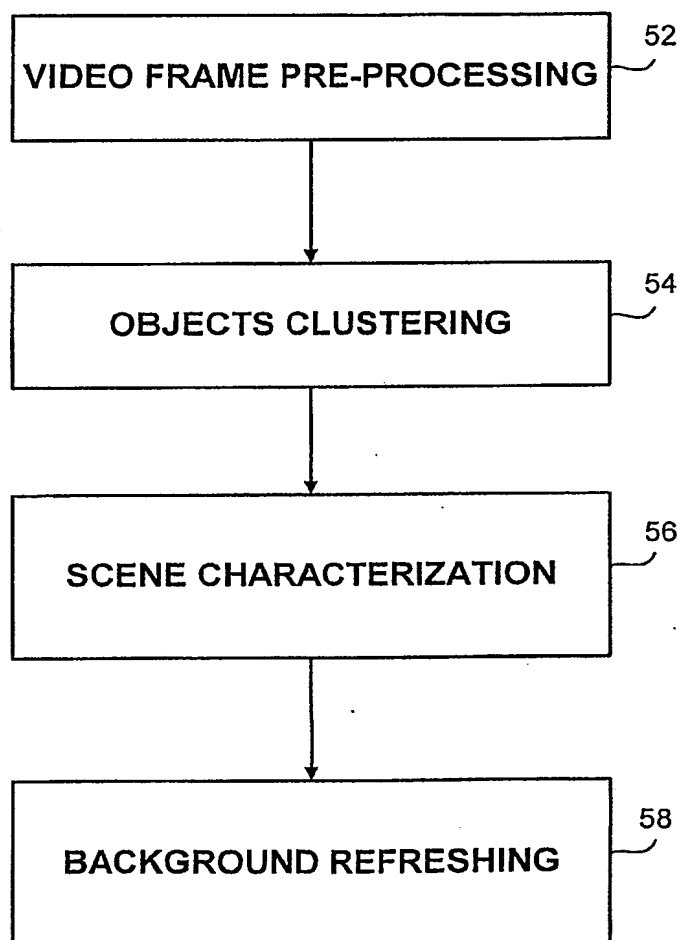 52
VIDEO FRAME PRE-PROCESSING
54
OBJECTS CLUSTERING
56
SCENE CHARACTERIZATION
58
BACKGROUND REFRESHING